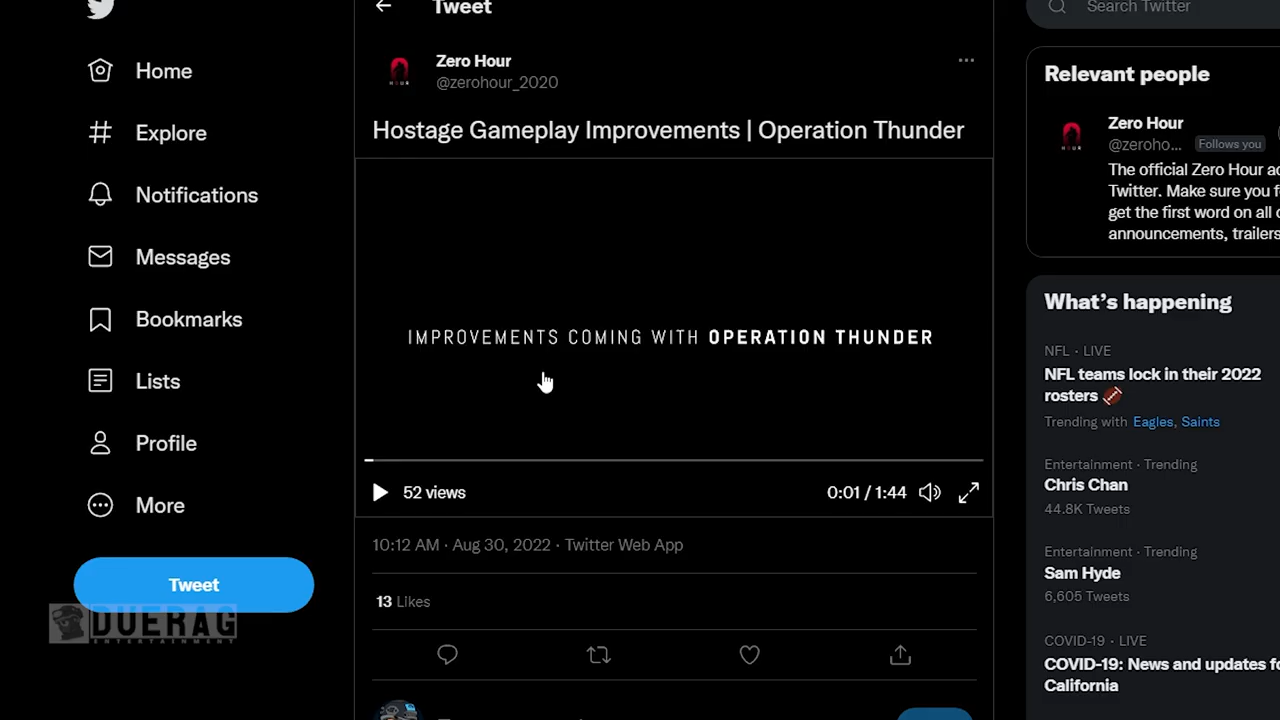 Home
Explore
Notifications
Messages
Bookmarks
Lists
Profile
More
Tweet
DUERAG
ENTERTAINMENT
Tweet
Zero Hour
@zerohour_2020
Hostage Gameplay Improvements | Operation Thunder
IMPROVEMENTS COMING WITH OPERATION THUNDER
52 views
0:01 / 1:44
10:12 AM · Aug 30, 2022 · Twitter Web App
13 Likes
Search Twitter
Relevant people
Zero Hour
@zeroho... Follows you
The official Zero Hour ac
Twitter. Make sure you f
get the first word on all
announcements, trailers
What's happening
NFL · LIVE
NFL teams lock in their 2022
rosters 🏈
Trending with Eagles, Saints
Entertainment · Trending
Chris Chan
44.8K Tweets
Entertainment · Trending
Sam Hyde
6,605 Tweets
COVID-19 · LIVE
COVID-19: News and updates fo
California